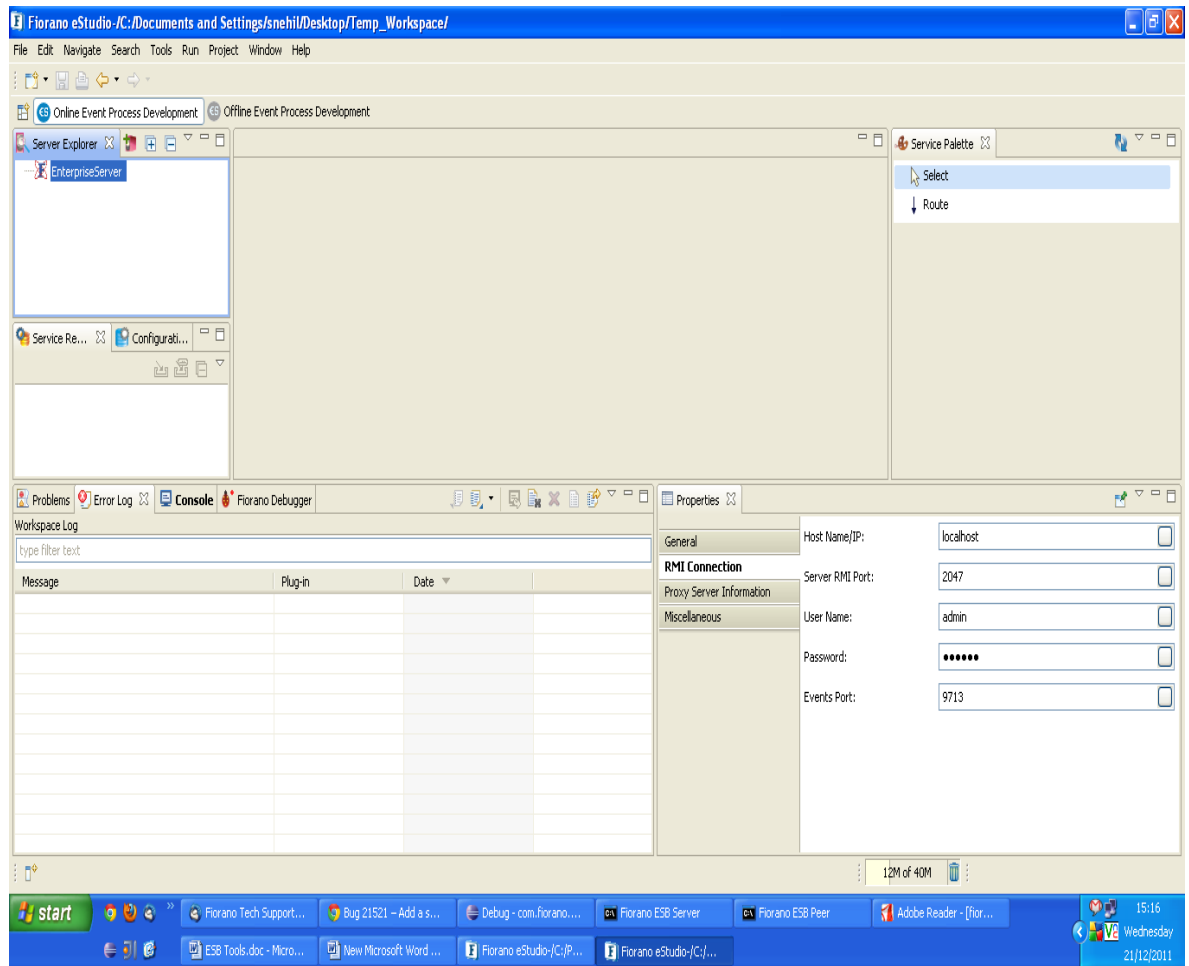 Fiorano eStudio-/C:/Documents and Settings/snehil/Desktop/Temp_Workspace/
File Edit Navigate Search Tools Run Project Window Help
Online Event Process Development Offline Event Process Development
Server Explorer
EnterpriseServer
Service Palette
Select
Route
Service Re... Configurati...
Problems Error Log Console Fiorano Debugger
Workspace Log
type filter text
Message Plug-in Date
Properties
General
RMI Connection
Proxy Server Information
Miscellaneous
Host Name/IP: localhost
Server RMI Port: 2047
User Name: admin
Password: ●●●●●●
Events Port: 9713
12M of 40M
start
Fiorano Tech Support... Bug 21521 – Add a s... Debug - com.fiorano.... Fiorano ESB Server Fiorano ESB Peer Adobe Reader - [fior...
ESB Tools.doc - Micro... New Microsoft Word ... Fiorano eStudio-/C:/P... Fiorano eStudio-/C:/...
15:16
Wednesday
21/12/2011